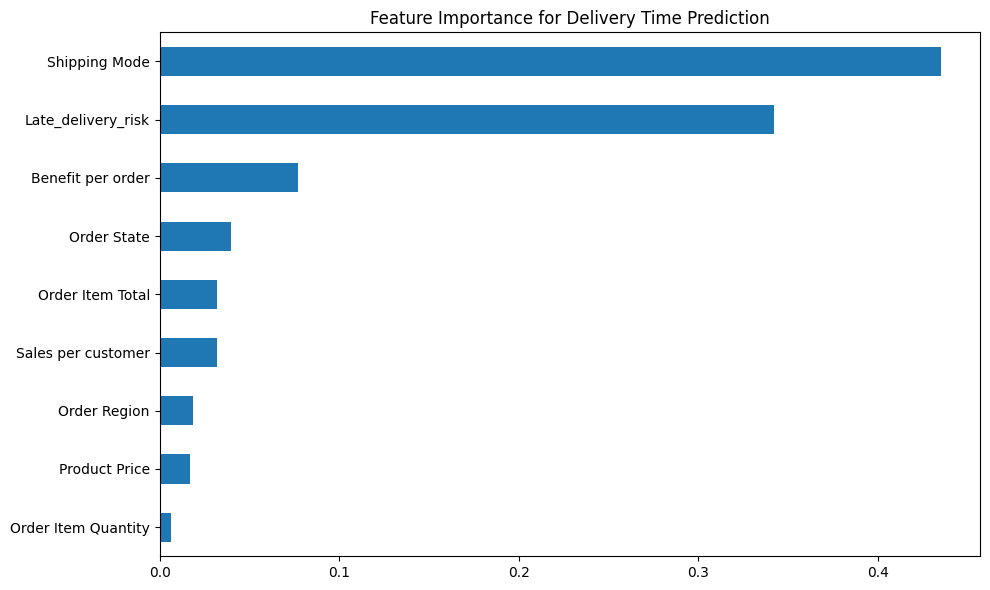 Feature Importance for Delivery Time Prediction
Shipping Mode
Late_delivery_risk
Benefit per order
Order State
Order Item Total
Sales per customer
Order Region
Product Price
Order Item Quantity
0.0 0.1 0.2 0.3 0.4